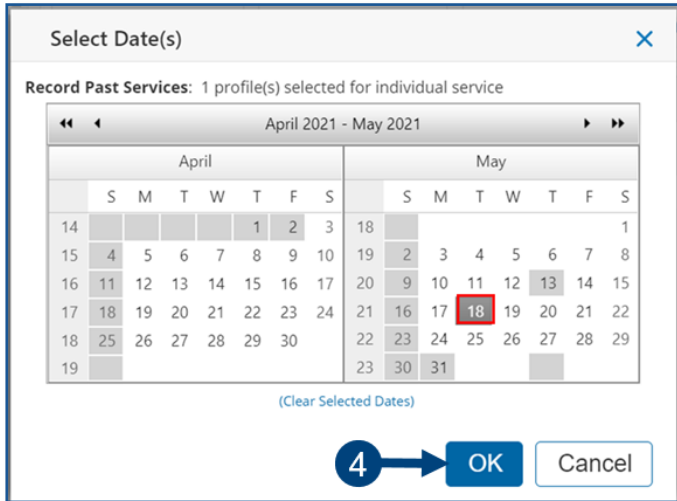 Select Date(s) ×
Record Past Services: 1 profile(s) selected for individual service
April 2021 - May 2021
April May
S M T W T F S S M T W T F S
14 1 2 3 18 1
15 4 5 6 7 8 9 10 19 2 3 4 5 6 7 8
16 11 12 13 14 15 16 17 20 9 10 11 12 13 14 15
17 18 19 20 21 22 23 24 21 16 17 18 19 20 21 22
18 25 26 27 28 29 30 22 23 24 25 26 27 28 29
19 23 30 31
(Clear Selected Dates)
4 OK Cancel